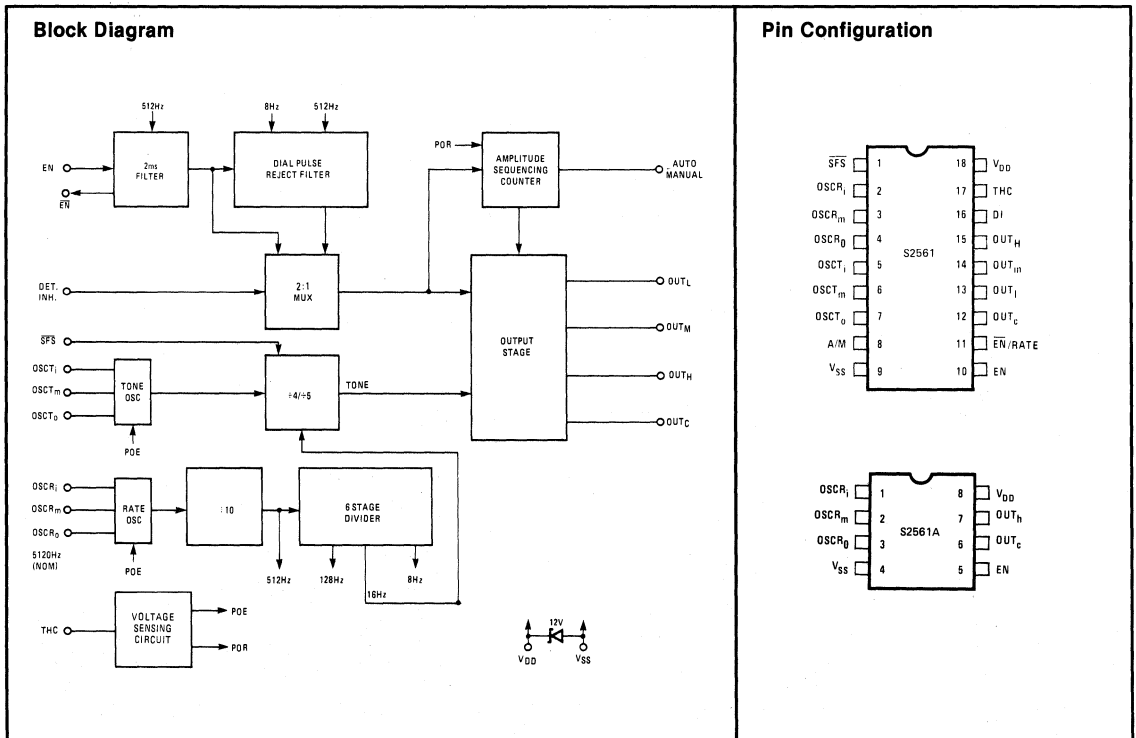 Block Diagram
512Hz
8Hz
512Hz
EN
2ms
FILTER
DIAL PULSE
REJECT FILTER
POR
AMPLITUDE
SEQUENCING
COUNTER
AUTO
MANUAL
EN
DET.
INH.
2:1
MUX
OUTPUT
STAGE
OUTL
OUTM
OUTH
OUTC
SFS
OSCTi
OSCTm
OSCTo
TONE
OSC
÷4/÷5
TONE
POE
OSCRi
OSCRm
OSCRo
5120Hz
(NOM)
RATE
OSC
:10
6 STAGE
DIVIDER
POE
512Hz
128Hz
16Hz
8Hz
THC
VOLTAGE
SENSING
CIRCUIT
POE
POR
12V
VDD
VSS
Pin Configuration
SFS 1 18 VDD
OSCRi 2 17 THC
OSCRm 3 16 DI
OSCR0 4 15 OUTH
S2561
OSCTi 5 14 OUTm
OSCTm 6 13 OUTl
OSCTo 7 12 OUTc
A/M 8 11 EN/RATE
VSS 9 10 EN
OSCRi 1 8 VDD
OSCRm 2 7 OUTh
S2561A
OSCR0 3 6 OUTc
VSS 4 5 EN